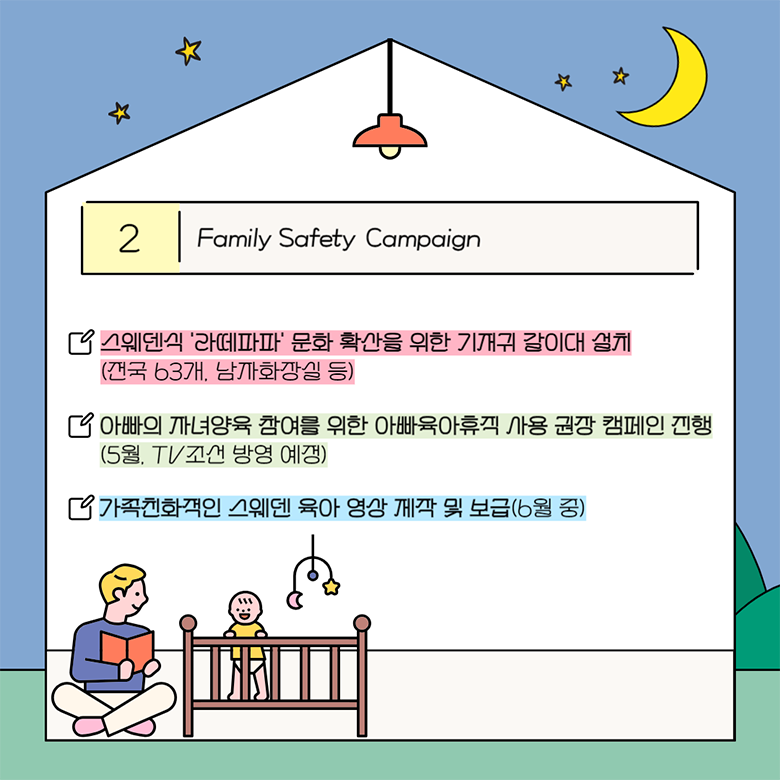 2
Family Safety Campaign
스웨덴식 '라떼파파' 문화 확산을 위한 기저귀 갈이대 설치
(전국 63개, 남자화장실 등)
아빠의 자녀양육 참여를 위한 아빠육아휴직 사용 권장 캠페인 진행
(5월, TV조선 방영 예정)
가족친화적인 스웨덴 육아 영상 제작 및 보급(6월 중)